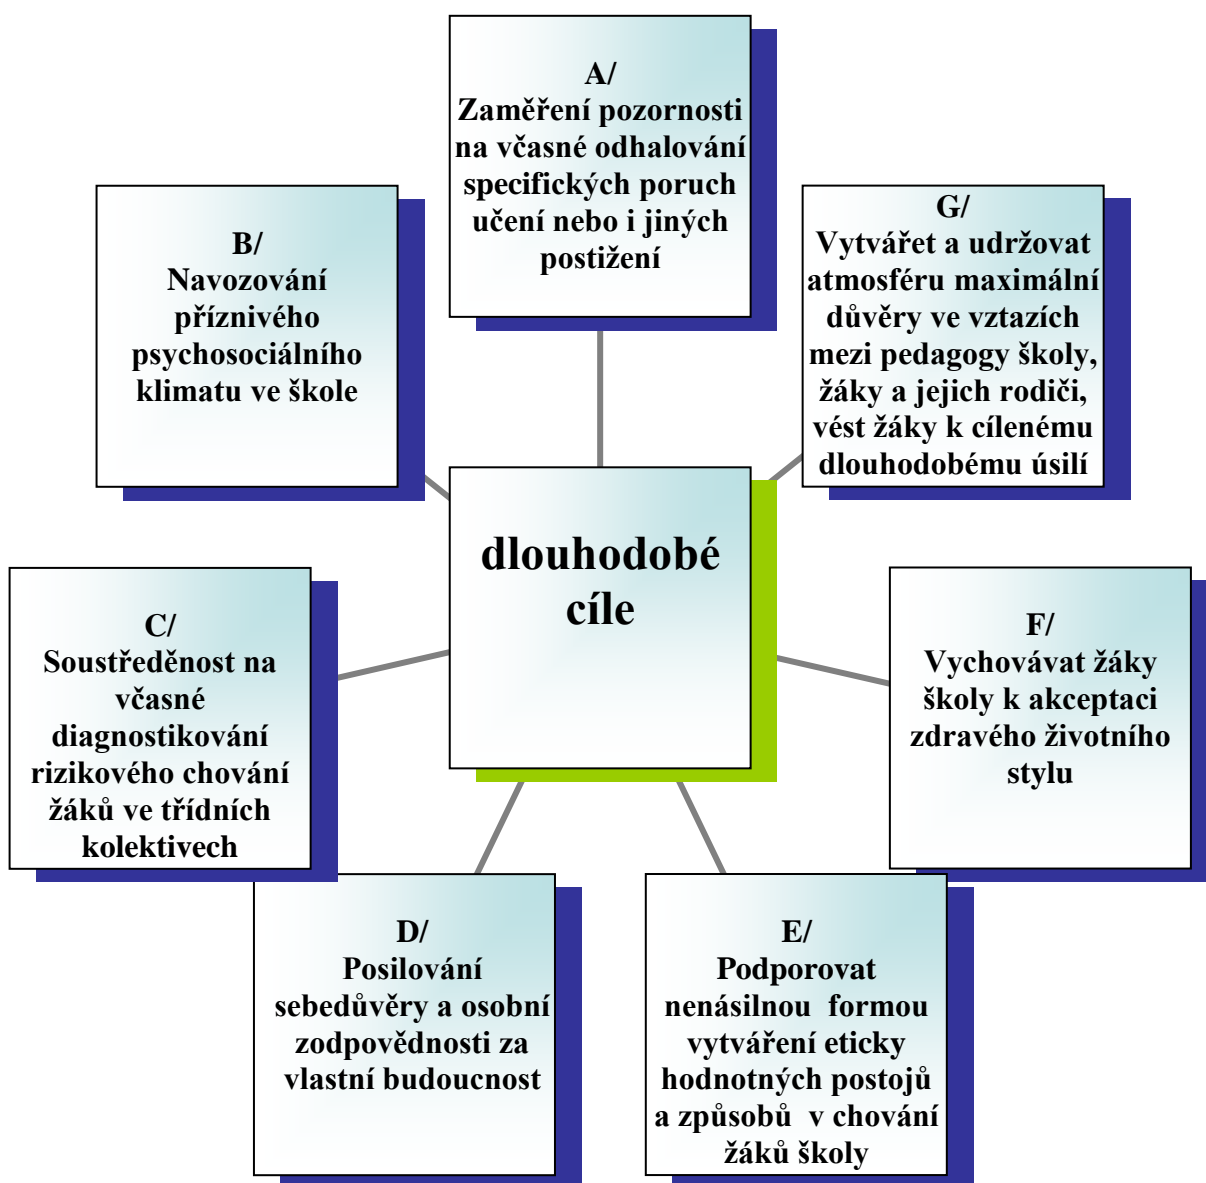 A/
Zaměření pozornosti
na včasné odhalování
specifických poruch
učení nebo i jiných
postižení
B/
Navozování
příznivého
psychosociálního
klimatu ve škole
G/
Vytvářet a udržovat
atmosféru maximální
důvěry ve vztazích
mezi pedagogy školy,
žáky a jejich rodiči,
vést žáky k cílenému
dlouhodobému úsilí
dlouhodobé
cíle
C/
Soustředěnost na
včasné
diagnostikování
rizikového chování
žáků ve třídních
kolektivech
F/
Vychovávat žáky
školy k akceptaci
zdravého životního
stylu
D/
Posilování
sebedůvěry a osobní
zodpovědnosti za
vlastní budoucnost
E/
Podporovat
nenásilnou  formou
vytváření eticky
hodnotných postojů
a způsobů  v chování
žáků školy